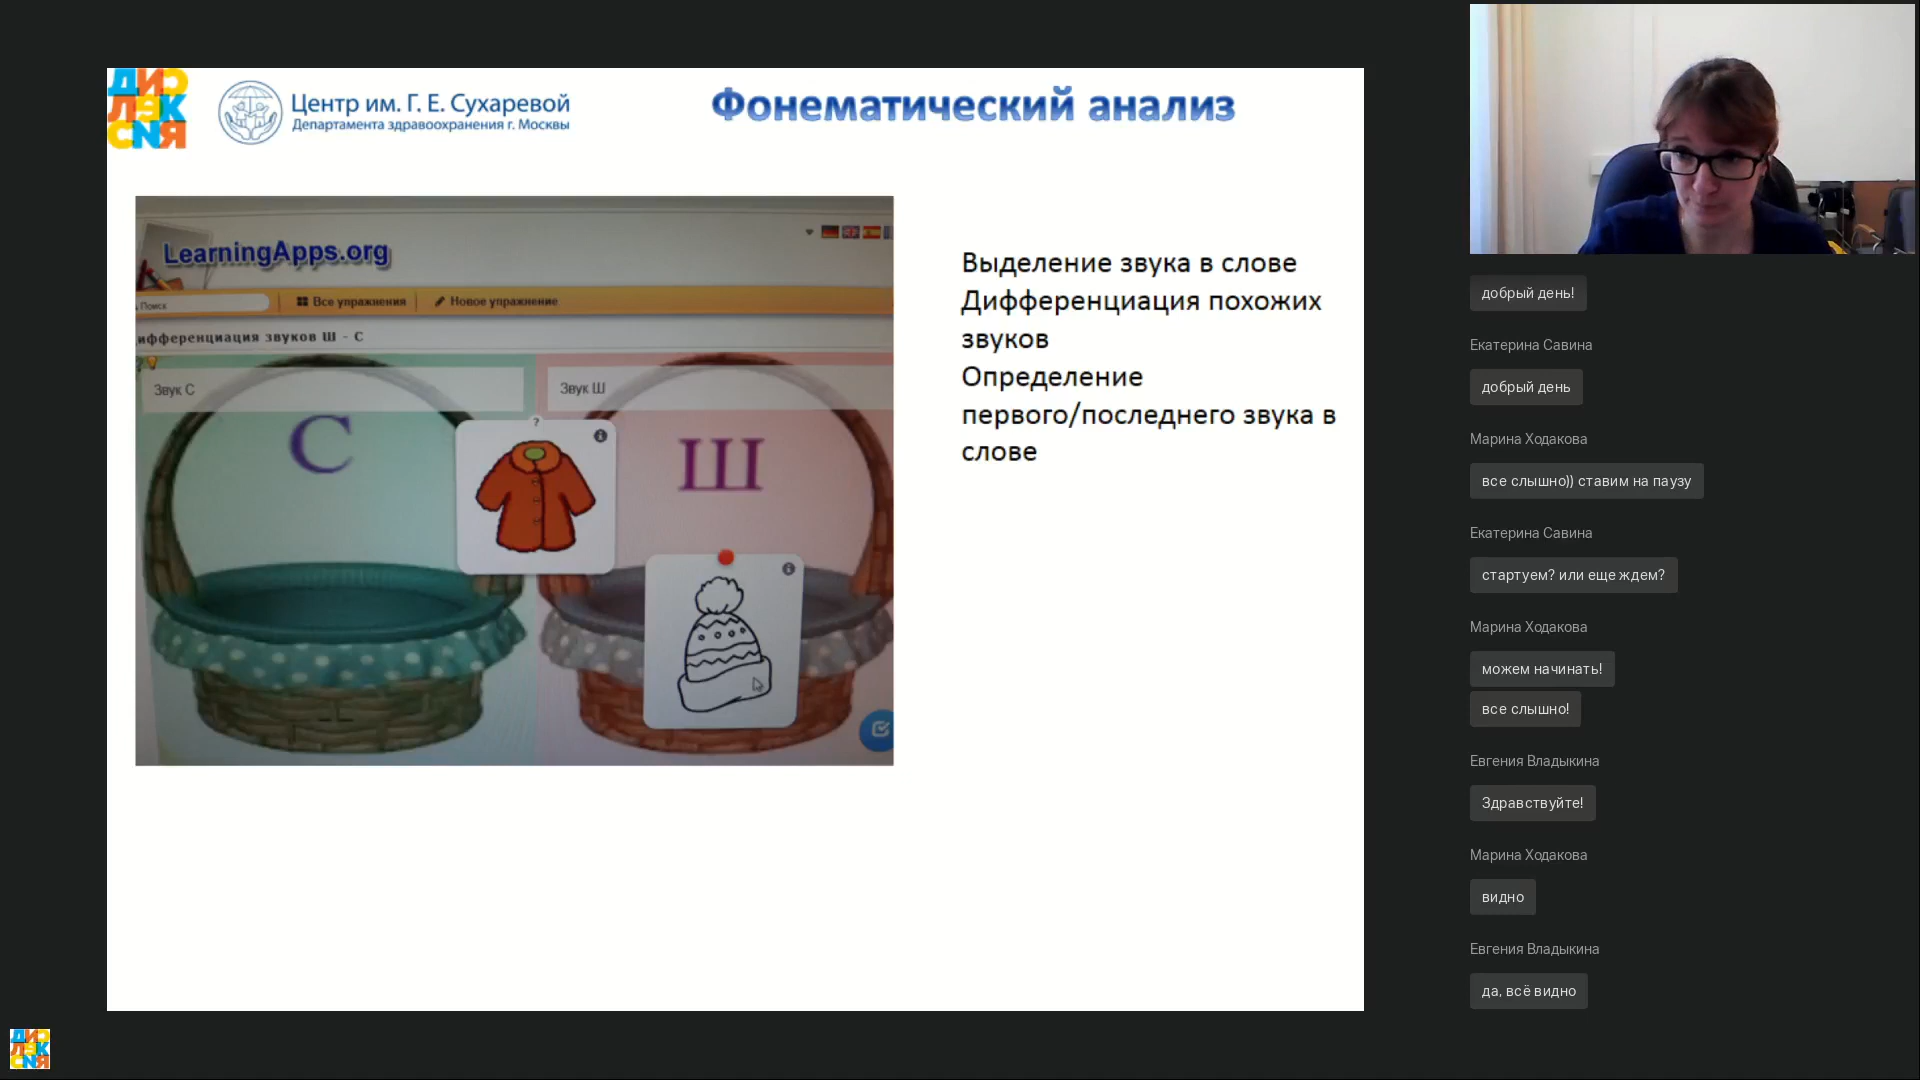 ДИС
ЛЕК
СИЯ
Центр им. Г. Е. Сухаревой
Департамента здравоохранения г. Москвы
Фонематический анализ
LearningApps.org
Поиск
Все упражнения
Новое упражнение
ифференциация звуков Ш - С
Звук С
Звук Ш
С
?
Ш
Выделение звука в слове
Дифференциация похожих
звуков
Определение
первого/последнего звука в
слове
добрый день!
Екатерина Савина
добрый день
Марина Ходакова
все слышно)) ставим на паузу
Екатерина Савина
стартуем? или еще ждем?
Марина Ходакова
можем начинать!
все слышно!
Евгения Владыкина
Здравствуйте!
Марина Ходакова
видно
Евгения Владыкина
да, всё видно
ДИС
ЛЕК
СИЯ